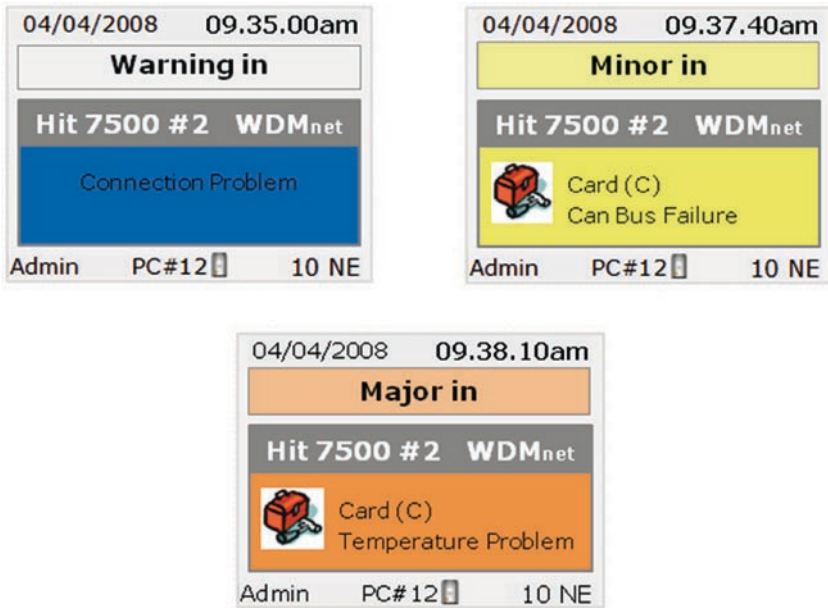 04/04/2008 09.35.00am
Warning in
Hit 7500 #2 WDMnet
Connection Problem
Admin PC#12 10 NE
04/04/2008 09.37.40am
Minor in
Hit 7500 #2 WDMnet
Card (C)
Can Bus Failure
Admin PC#12 10 NE
04/04/2008 09.38.10am
Major in
Hit 7500 #2 WDMnet
Card (C)
Temperature Problem
Admin PC#12 10 NE